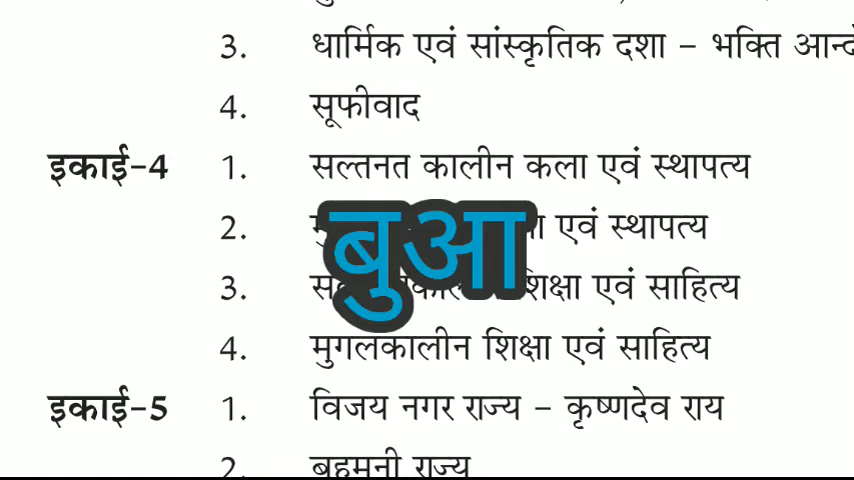 3. धार्मिक एवं सांस्कृतिक दशा – भक्ति
4. सूफीवाद
इकाई-4 1. सल्तनत कालीन कला एवं स्थापत्य
2. एवं स्थापत्य
बुआ
3. शिक्षा एवं साहित्य
4. मुगलकालीन शिक्षा एवं साहित्य
इकाई-5 1. विजय नगर राज्य – कृष्णदेव राय
2. बहमनी राज्य